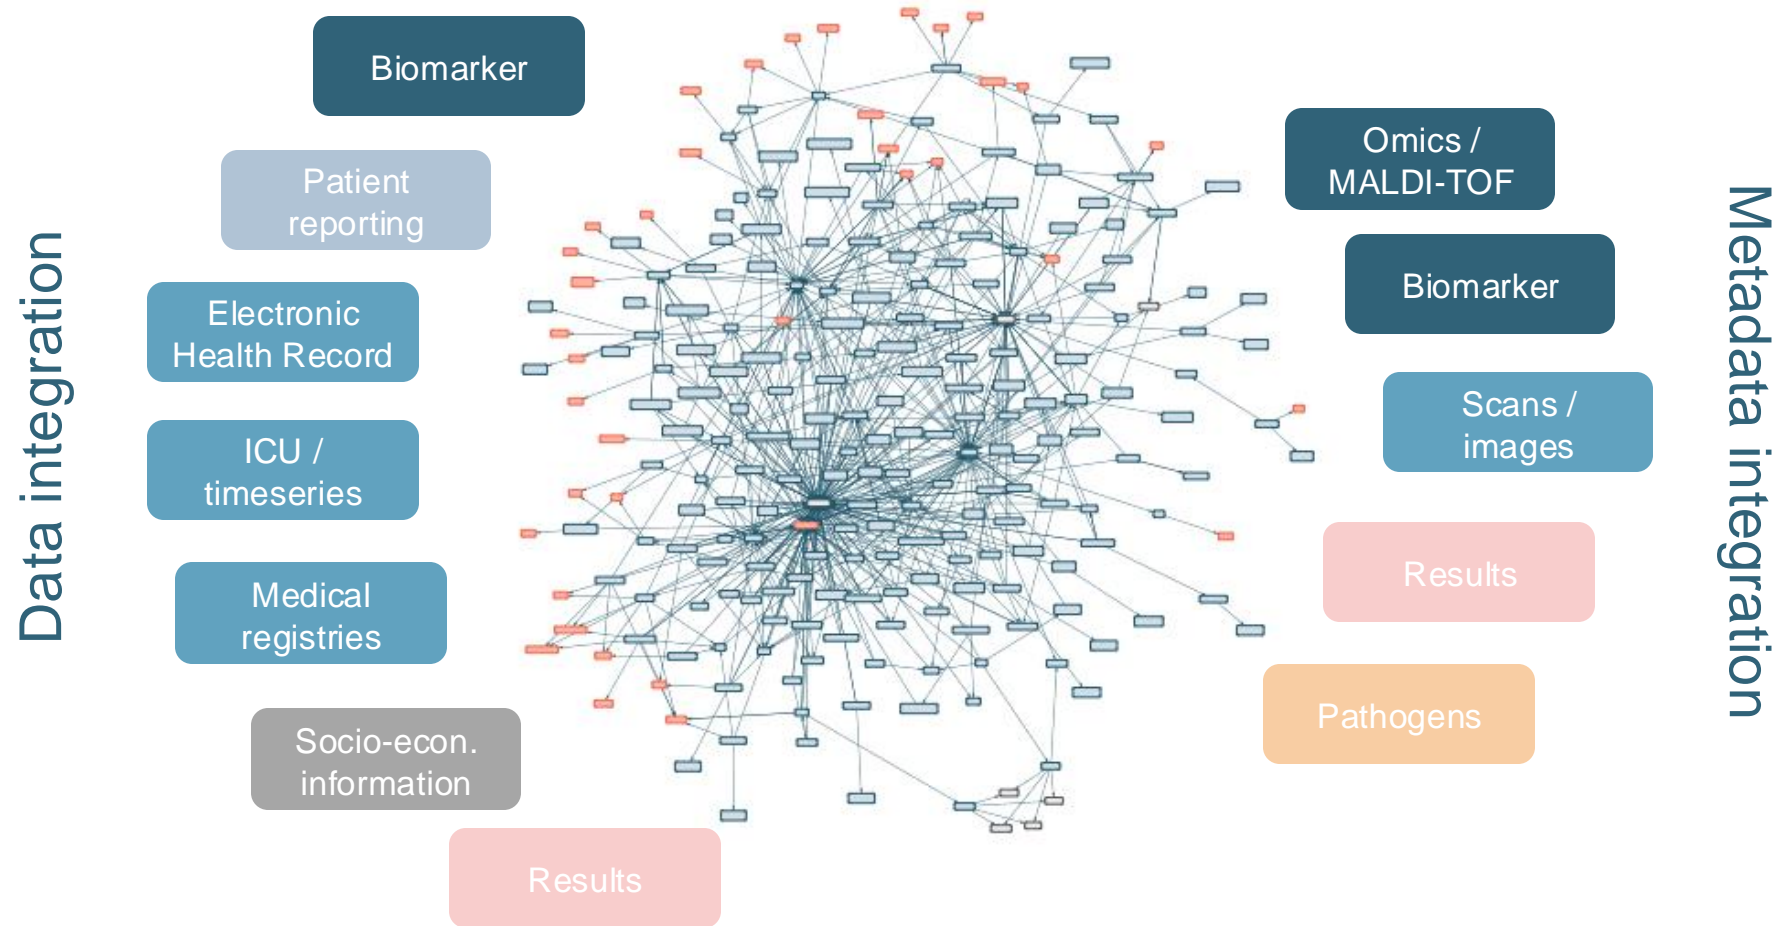 Data integration
Biomarker
Patient
reporting
Electronic
Health Record
ICU /
timeseries
Medical
registries
Socio-econ.
information
Results
Omics /
MALDI-TOF
Biomarker
Scans /
images
Results
Pathogens
Metadata integration